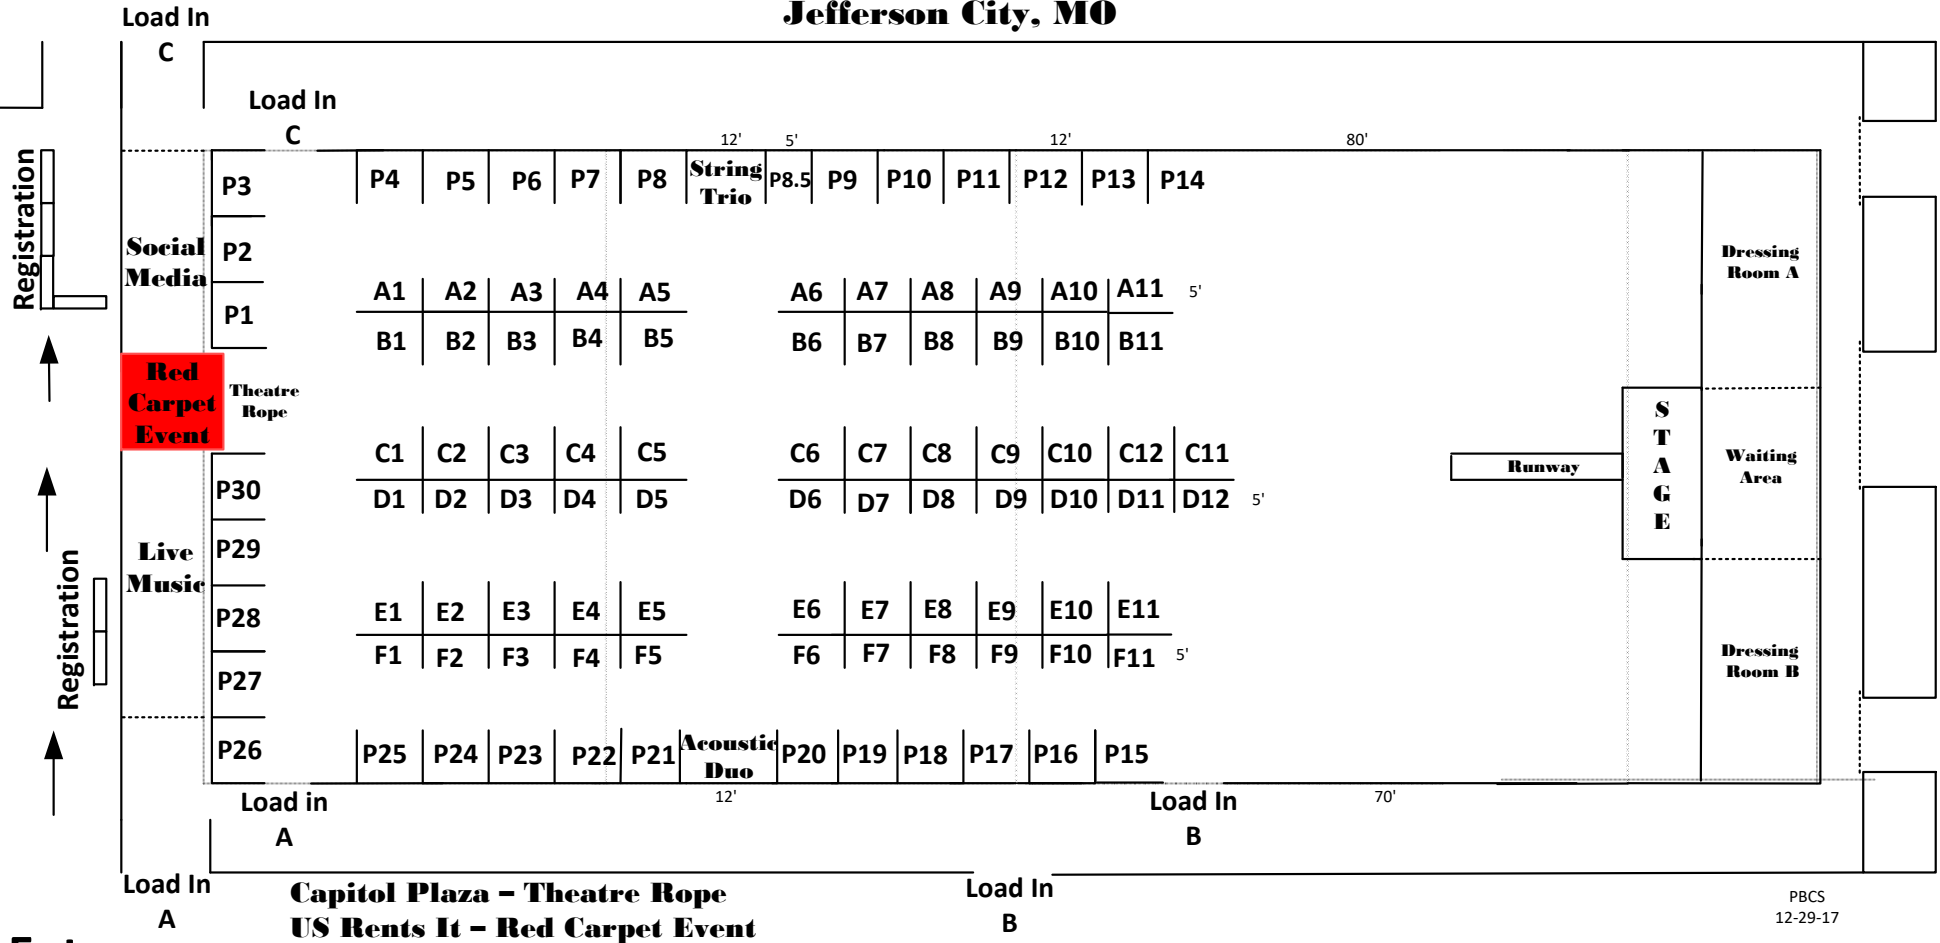 Jefferson City, MO
Load In
C
Load In
C
12' 5' 12' 80'
P3 P4 P5 P6 P7 P8 String Trio P8.5 P9 P10 P11 P12 P13 P14
Registration
Social
Media
P2
P1
Dressing
Room A
A1 A2 A3 A4 A5 A6 A7 A8 A9 A10 A11 5'
B1 B2 B3 B4 B5 B6 B7 B8 B9 B10 B11
Red
Carpet
Event
Theatre
Rope
STAGE
C1 C2 C3 C4 C5 C6 C7 C8 C9 C10 C12 C11
Runway
Waiting
Area
P30 D1 D2 D3 D4 D5 D6 D7 D8 D9 D10 D11 D12 5'
P29
Live
Music
Registration
P28 E1 E2 E3 E4 E5 E6 E7 E8 E9 E10 E11
F1 F2 F3 F4 F5 F6 F7 F8 F9 F10 F11 5'
Dressing
Room B
P27
P26 P25 P24 P23 P22 P21 Acoustic Duo P20 P19 P18 P17 P16 P15
12' 70'
Load in
A
Load In
B
Load In
A
Load In
B
Capitol Plaza – Theatre Rope
US Rents It – Red Carpet Event
PBCS
12-29-17